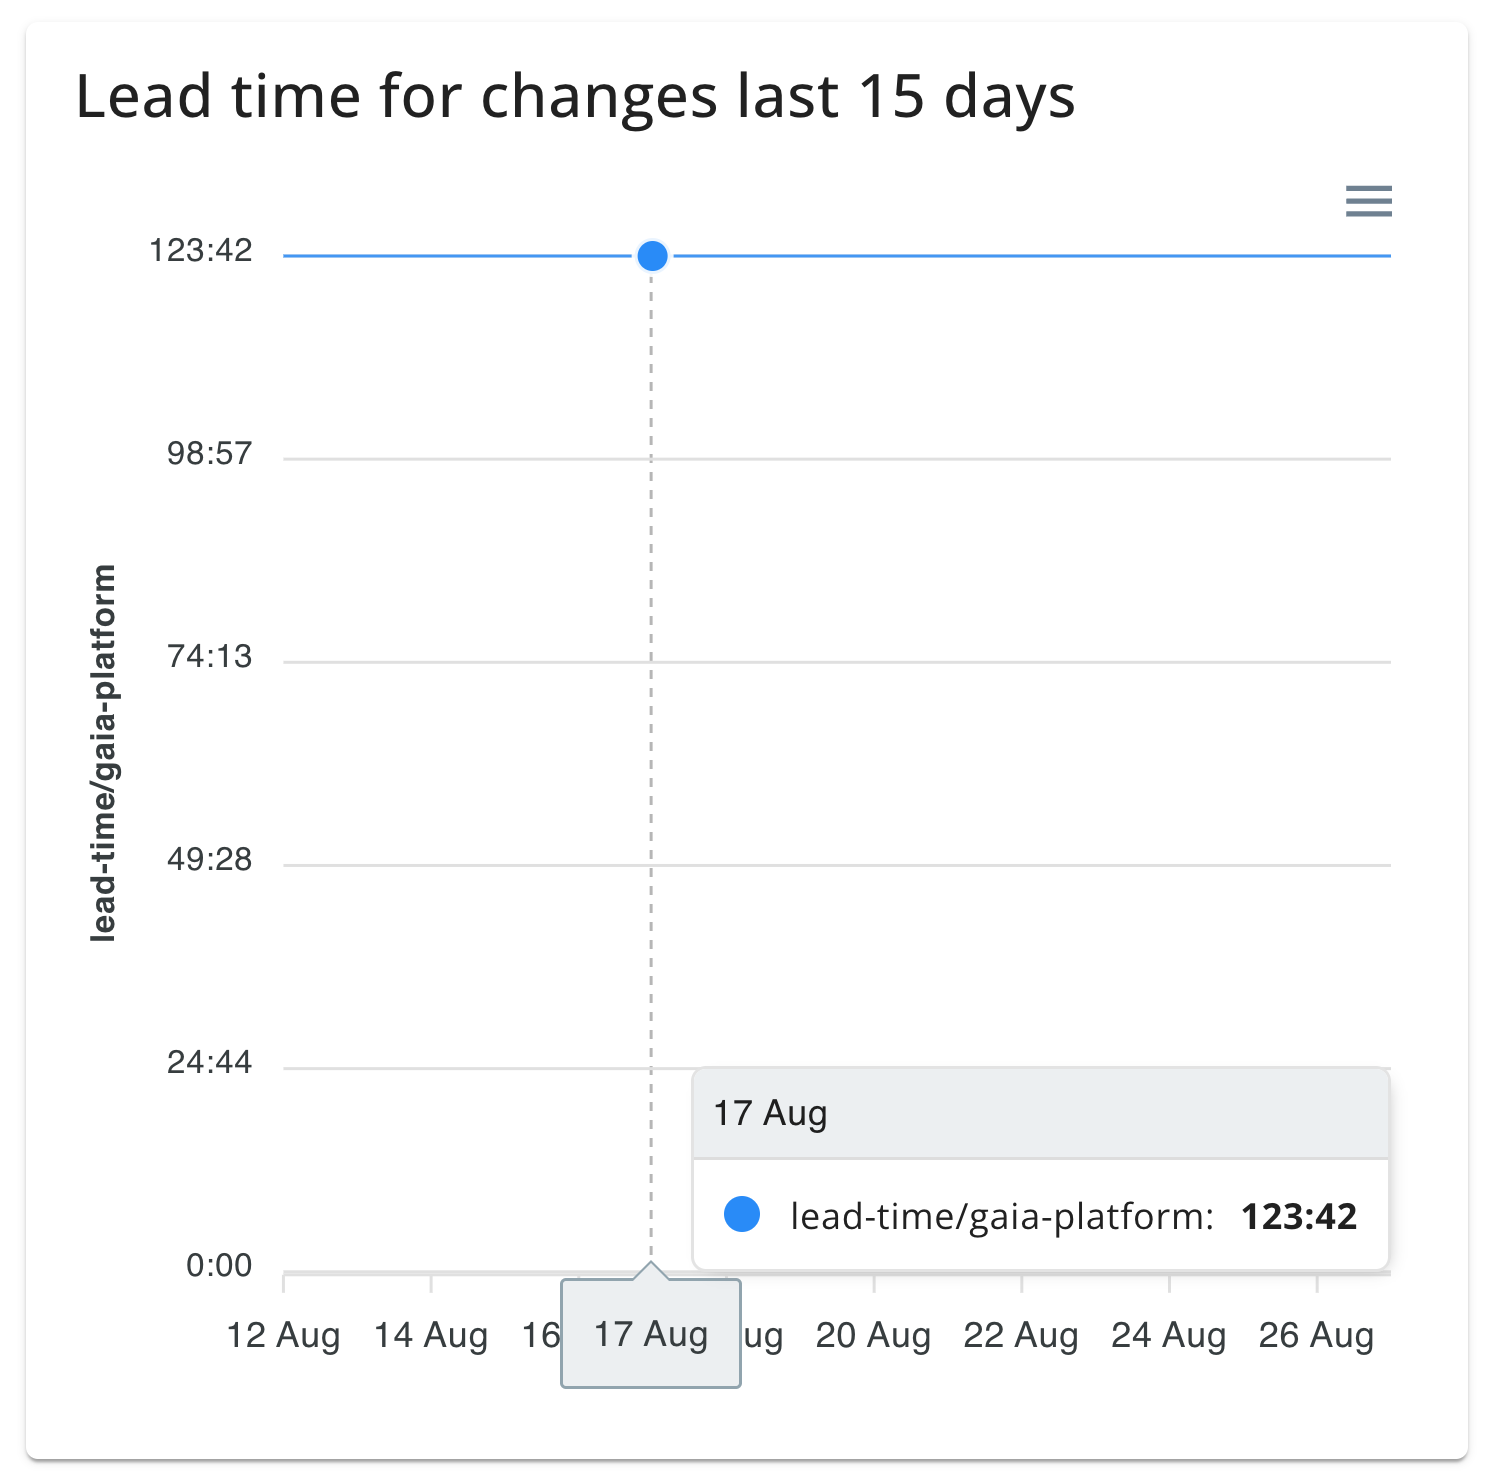 Lead time for changes last 15 days
123:42
98:57
74:13
49:28
24:44
0:00
lead-time/gaia-platform
17 Aug
lead-time/gaia-platform: 123:42
12 Aug 14 Aug 16 17 Aug ug 20 Aug 22 Aug 24 Aug 26 Aug